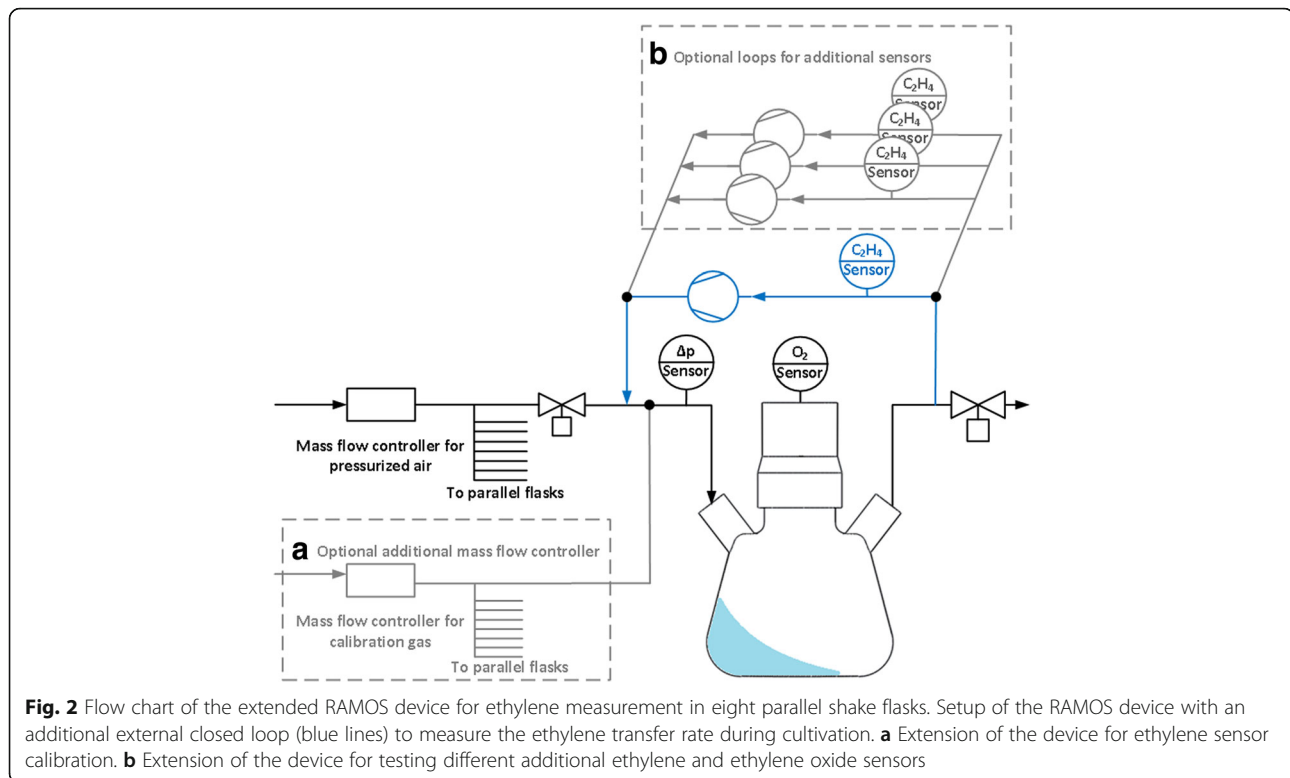 b Optional loops for additional sensors
C₂H₄
Sensor
C₂H₄
Sensor
C₂H₄
Sensor
C₂H₄
Sensor
Δp
Sensor
O₂
Sensor
Mass flow controller for
pressurized air
To parallel flasks
a Optional additional mass flow controller
Mass flow controller for
calibration gas
To parallel flasks
Fig. 2 Flow chart of the extended RAMOS device for ethylene measurement in eight parallel shake flasks. Setup of the RAMOS device with an
additional external closed loop (blue lines) to measure the ethylene transfer rate during cultivation. a Extension of the device for ethylene sensor
calibration. b Extension of the device for testing different additional ethylene and ethylene oxide sensors